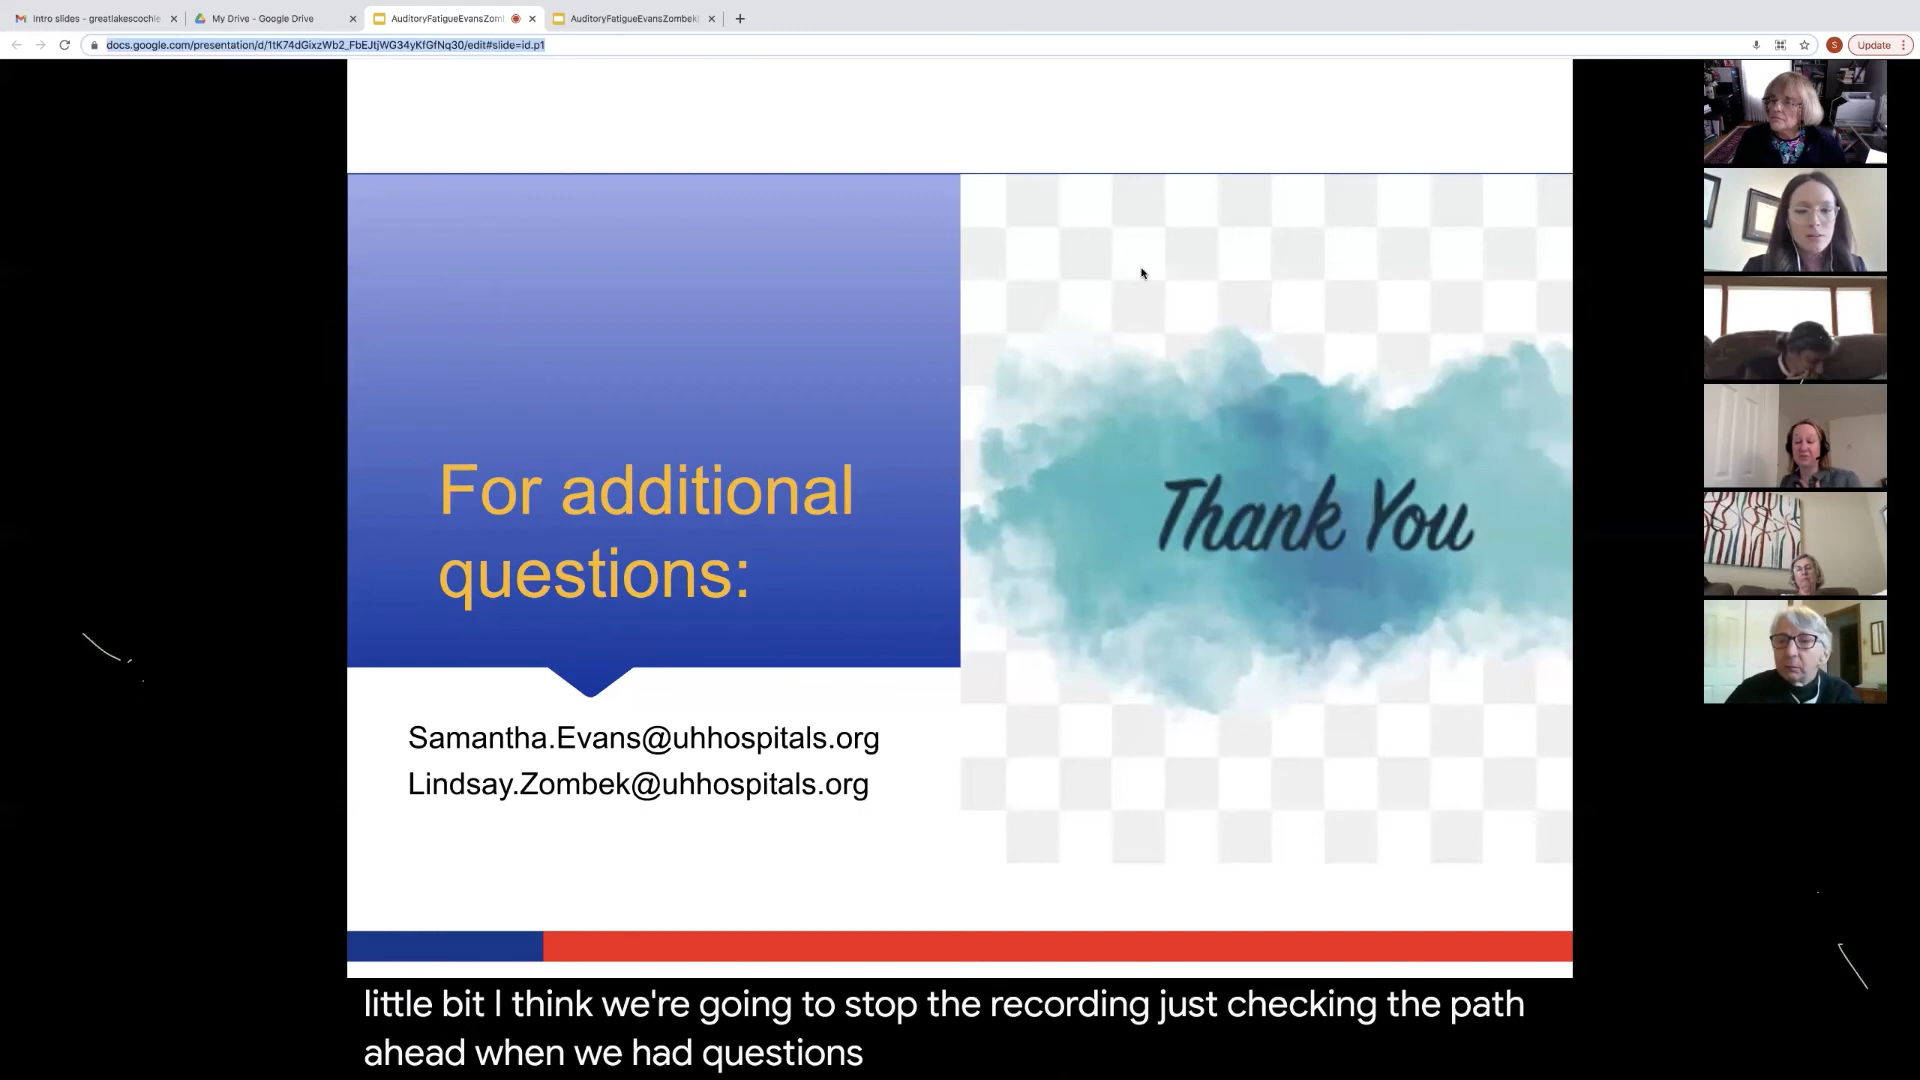 Intro slides - greatlakescochle
My Drive - Google Drive
AuditoryFatigueEvansZom
AuditoryFatigueEvansZombek
docs.google.com/presentation/d/1tK74dGixzWb2_FbEJtjWG34yKfGfNq30/edit#slide=id.p1
S
Update
For additional
questions:
Thank You
Samantha.Evans@uhhospitals.org
Lindsay.Zombek@uhhospitals.org
little bit I think we're going to stop the recording just checking the path
ahead when we had questions